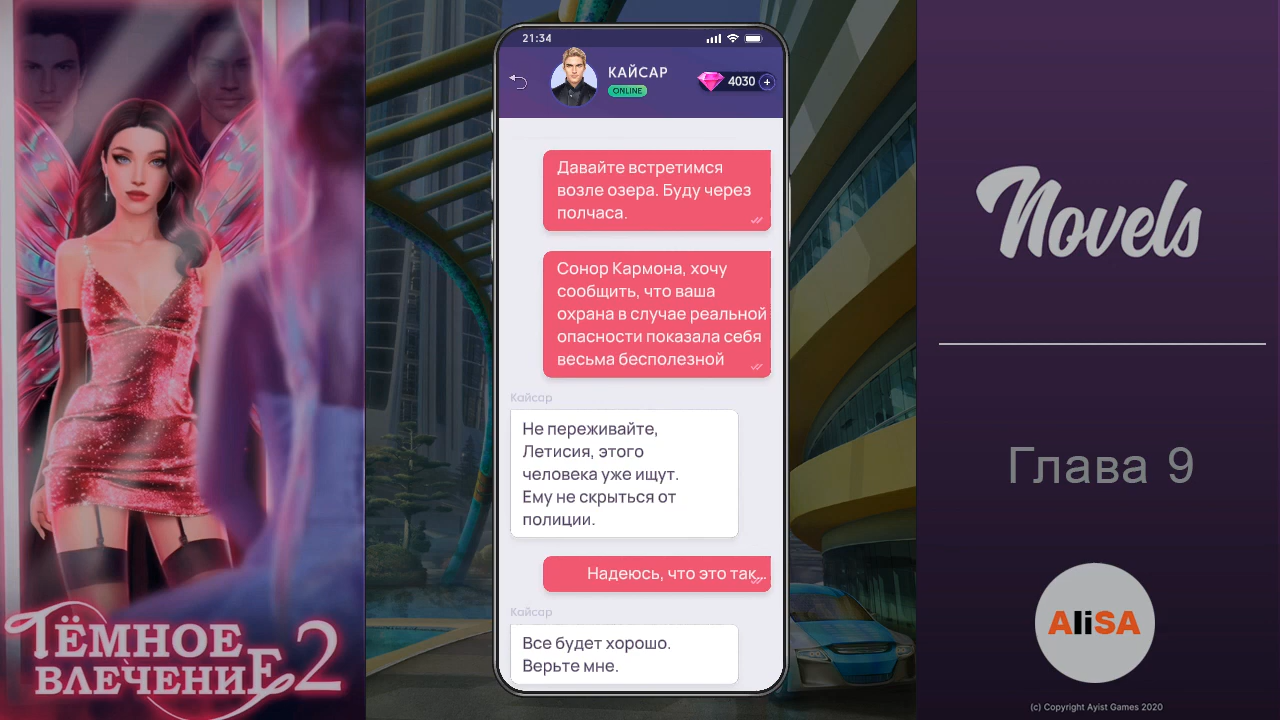 ТЁМНОЕ
ВЛЕЧЕНИЕ 2
21:34
КАЙСАР
ONLINE
4030 +
Давайте встретимся
возле озера. Буду через
полчаса.
Сонор Кармона, хочу
сообщить, что ваша
охрана в случае реальной
опасности показала себя
весьма бесполезной
Кайсар
Не переживайте,
Летисия, этого
человека уже ищут.
Ему не скрыться от
полиции.
Надеюсь, что это так...
Кайсар
Все будет хорошо.
Верьте мне.
Novels
Глава 9
AliSA
(c) Copyright Ayist Games 2020